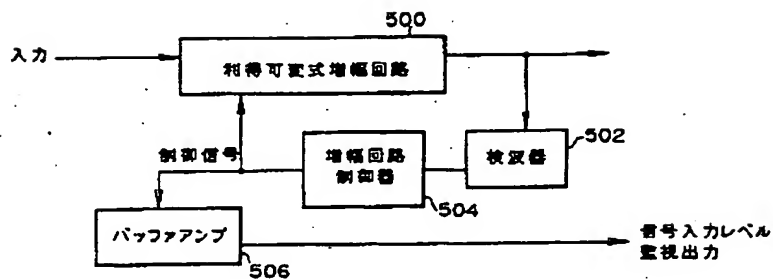 500
入力
利得可変式増幅回路
制御信号
増幅回路
制御器
504
検波器
502
バッファアンプ
506
信号入力レベル
監視出力